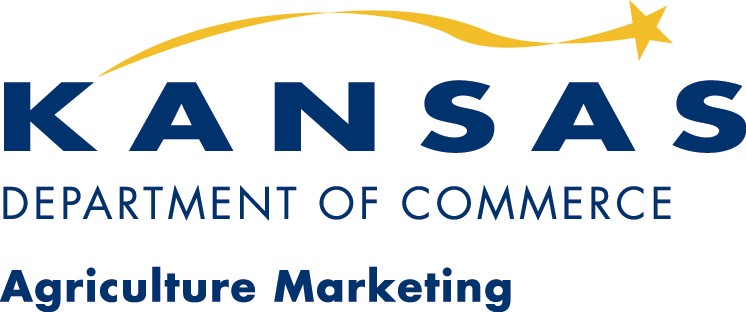 KANSAS
DEPARTMENT OF COMMERCE
Agriculture Marketing